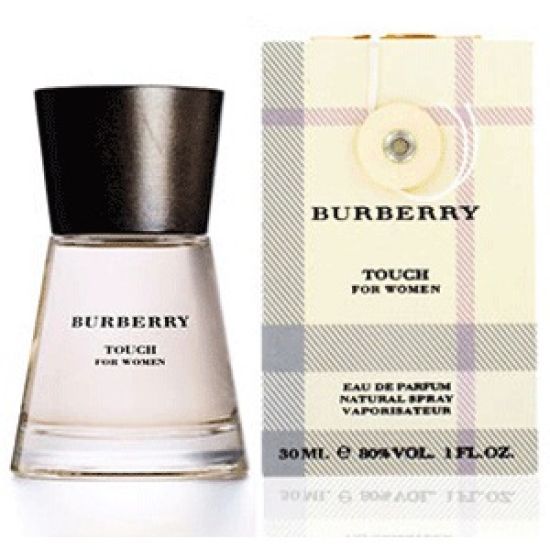 BURBERRY
TOUCH
FOR WOMEN
BURBERRY
TOUCH
FOR WOMEN
EAU DE PARFUM
NATURAL SPRAY
VAPORISATEUR
30 ML ℮ 80% VOL. 1 FL.OZ.